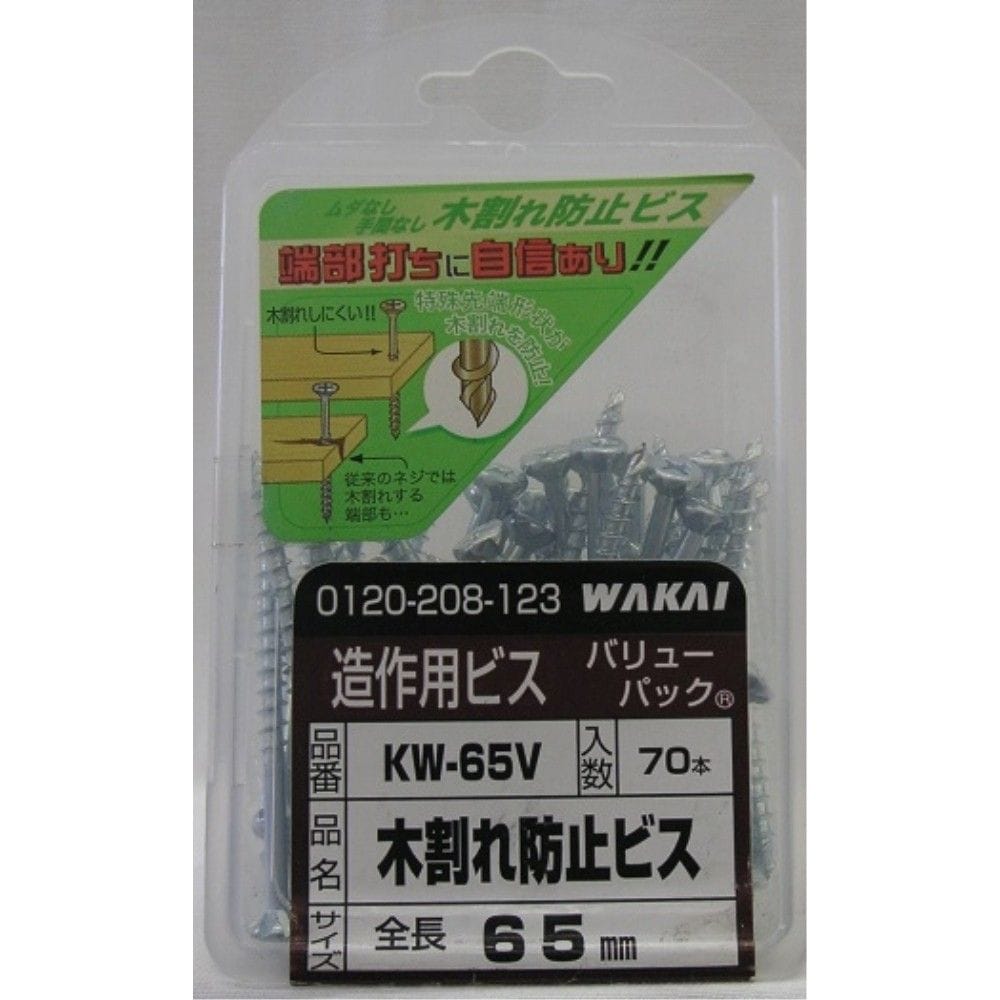 ムダなし
手間なし
木割れ防止ビス
端部打ちに自信あり!!
木割れしにくい!!
特殊先端形状が
木割れを防止!!
従来のネジでは
木割れする
端部も…
0120-208-123 WAKAI
造作用ビス
バリュー
パック®
品番 KW-65V 入数 70本
品名 木割れ防止ビス
サイズ 全長 65mm